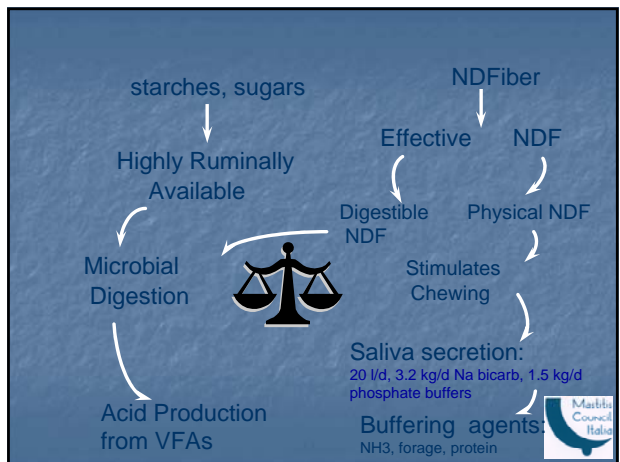 starches, sugars
Highly Ruminally
Available
Microbial
Digestion
Acid Production
from VFAs
NDFiber
Effective NDF
Digestible
NDF
Physical NDF
Stimulates
Chewing
Saliva secretion:
20 l/d, 3.2 kg/d Na bicarb, 1.5 kg/d
phosphate buffers
Buffering agents:
NH3, forage, protein
Mastitis
Council
Italia